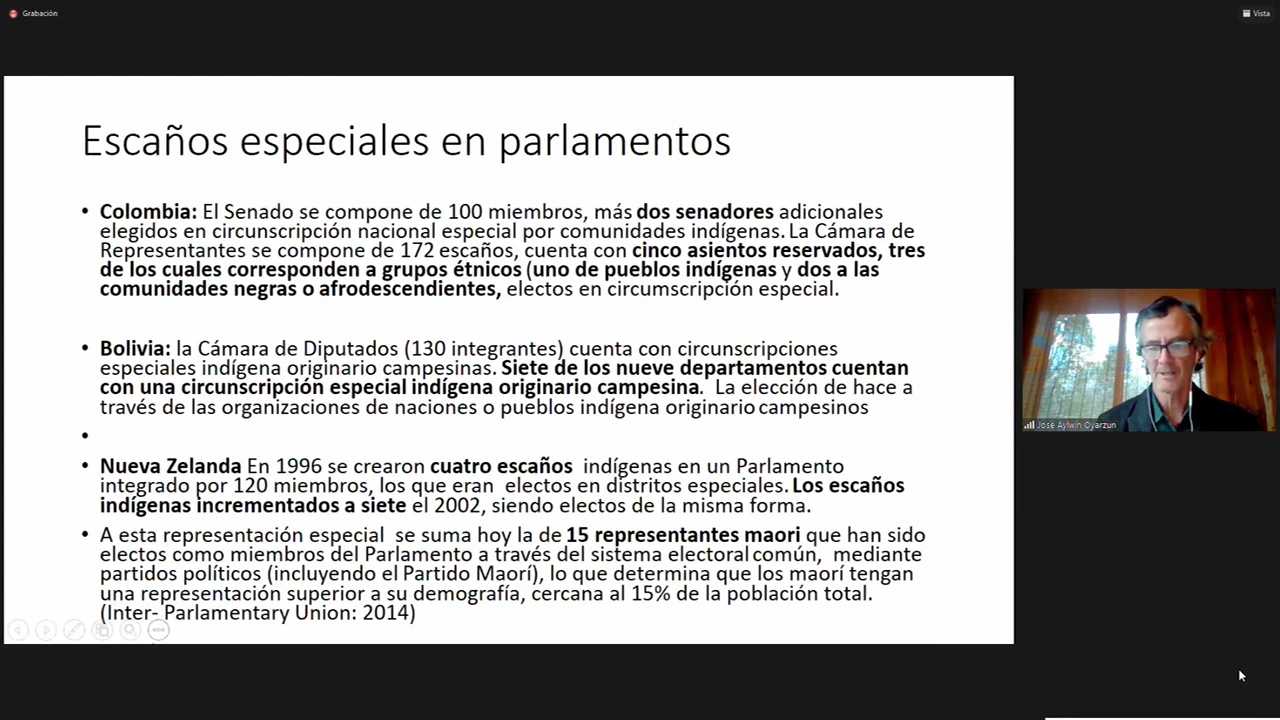 Grabación
Vista
Escaños especiales en parlamentos
• Colombia: El Senado se compone de 100 miembros, más dos senadores adicionales
elegidos en circunscripción nacional especial por comunidades indígenas. La Cámara de
Representantes se compone de 172 escaños, cuenta con cinco asientos reservados, tres
de los cuales corresponden a grupos étnicos (uno de pueblos indígenas y dos a las
comunidades negras o afrodescendientes, electos en circumscripción especial.
• Bolivia: la Cámara de Diputados (130 integrantes) cuenta con circunscripciones
especiales indígena originario campesinas. Siete de los nueve departamentos cuentan
con una circunscripción especial indígena originario campesina. La elección de hace a
través de las organizaciones de naciones o pueblos indígena originario campesinos
•
• Nueva Zelanda En 1996 se crearon cuatro escaños indígenas en un Parlamento
integrado por 120 miembros, los que eran electos en distritos especiales. Los escaños
indígenas incrementados a siete el 2002, siendo electos de la misma forma.
• A esta representación especial se suma hoy la de 15 representantes maori que han sido
electos como miembros del Parlamento a través del sistema electoral común, mediante
partidos políticos (incluyendo el Partido Maorí), lo que determina que los maorí tengan
una representación superior a su demografía, cercana al 15% de la población total.
(Inter- Parlamentary Union: 2014)
José Aylwin Oyarzun